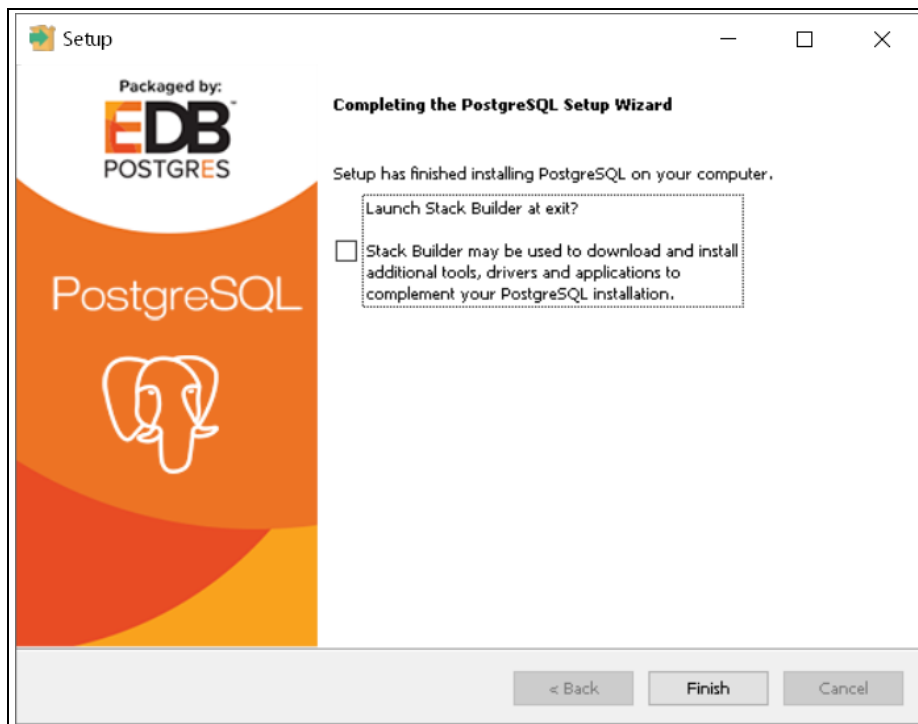 Setup
Packaged by:
EDB
POSTGRES
PostgreSQL
Completing the PostgreSQL Setup Wizard
Setup has finished installing PostgreSQL on your computer.
Launch Stack Builder at exit?
Stack Builder may be used to download and install
additional tools, drivers and applications to
complement your PostgreSQL installation.
< Back
Finish
Cancel